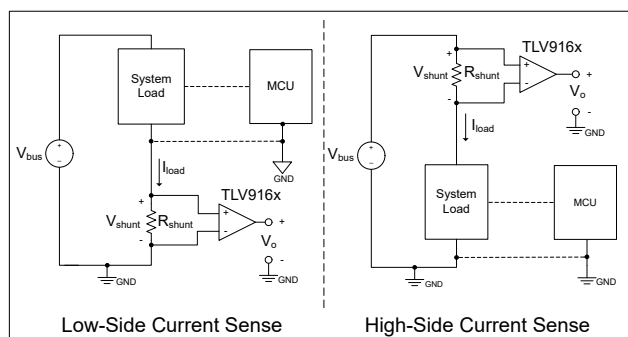 System
Load
MCU
V_bus
I_load
GND
V_shunt
R_shunt
TLV916x
+
-
+
-
V_o
+
-
GND
GND
+
-
Low-Side Current Sense
TLV916x
V_shunt
R_shunt
+
-
+
-
V_o
+
-
GND
I_load
V_bus
+
-
System
Load
MCU
GND
High-Side Current Sense